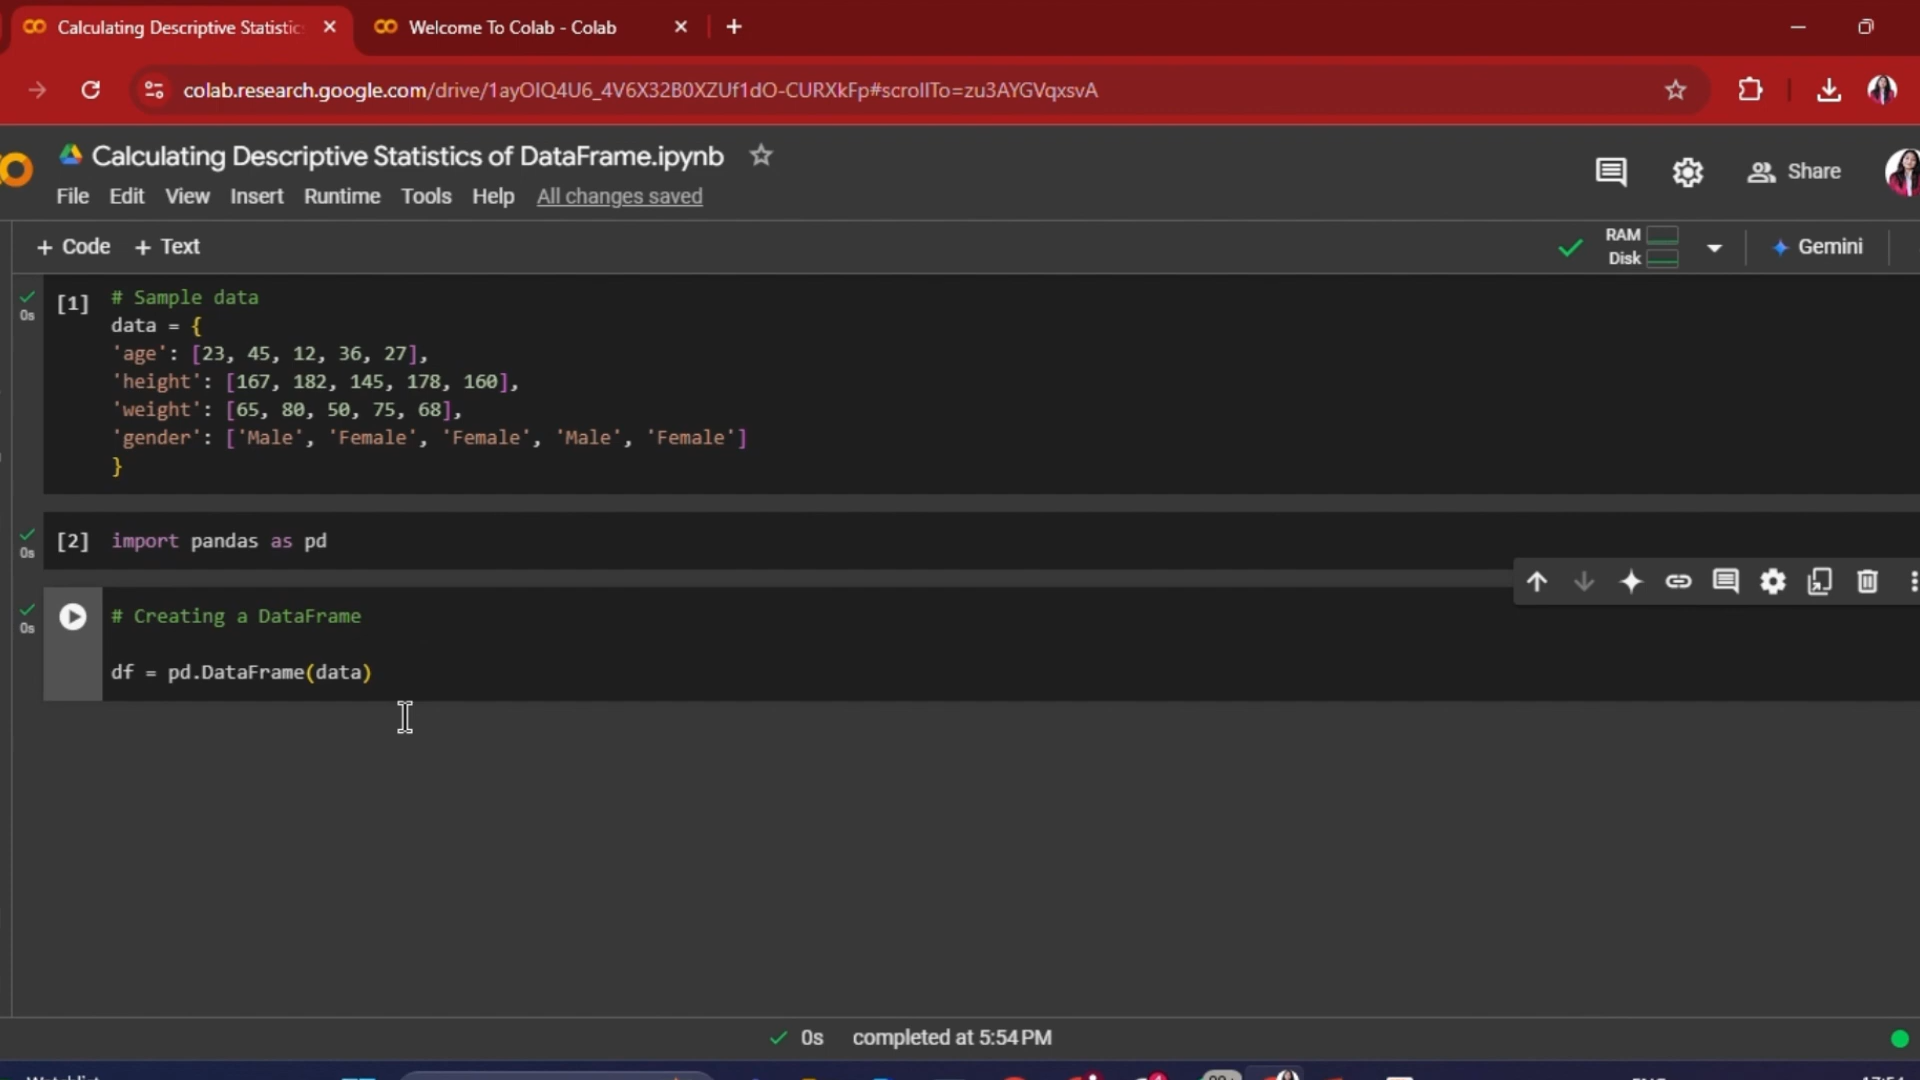 Calculating Descriptive Statistic
Welcome To Colab - Colab
colab.research.google.com/drive/1ayOIQ4U6_4V6X32B0XZUf1dO-CURXkFp#scrollTo=zu3AYGVqxsvA
Calculating Descriptive Statistics of DataFrame.ipynb
File Edit View Insert Runtime Tools Help All changes saved
Share
+ Code + Text
RAM
Disk
Gemini
0s
[1] # Sample data
data = {
'age': [23, 45, 12, 36, 27],
'height': [167, 182, 145, 178, 160],
'weight': [65, 80, 50, 75, 68],
'gender': ['Male', 'Female', 'Female', 'Male', 'Female']
}
0s
[2] import pandas as pd
0s
# Creating a DataFrame
df = pd.DataFrame(data)
0s completed at 5:54 PM